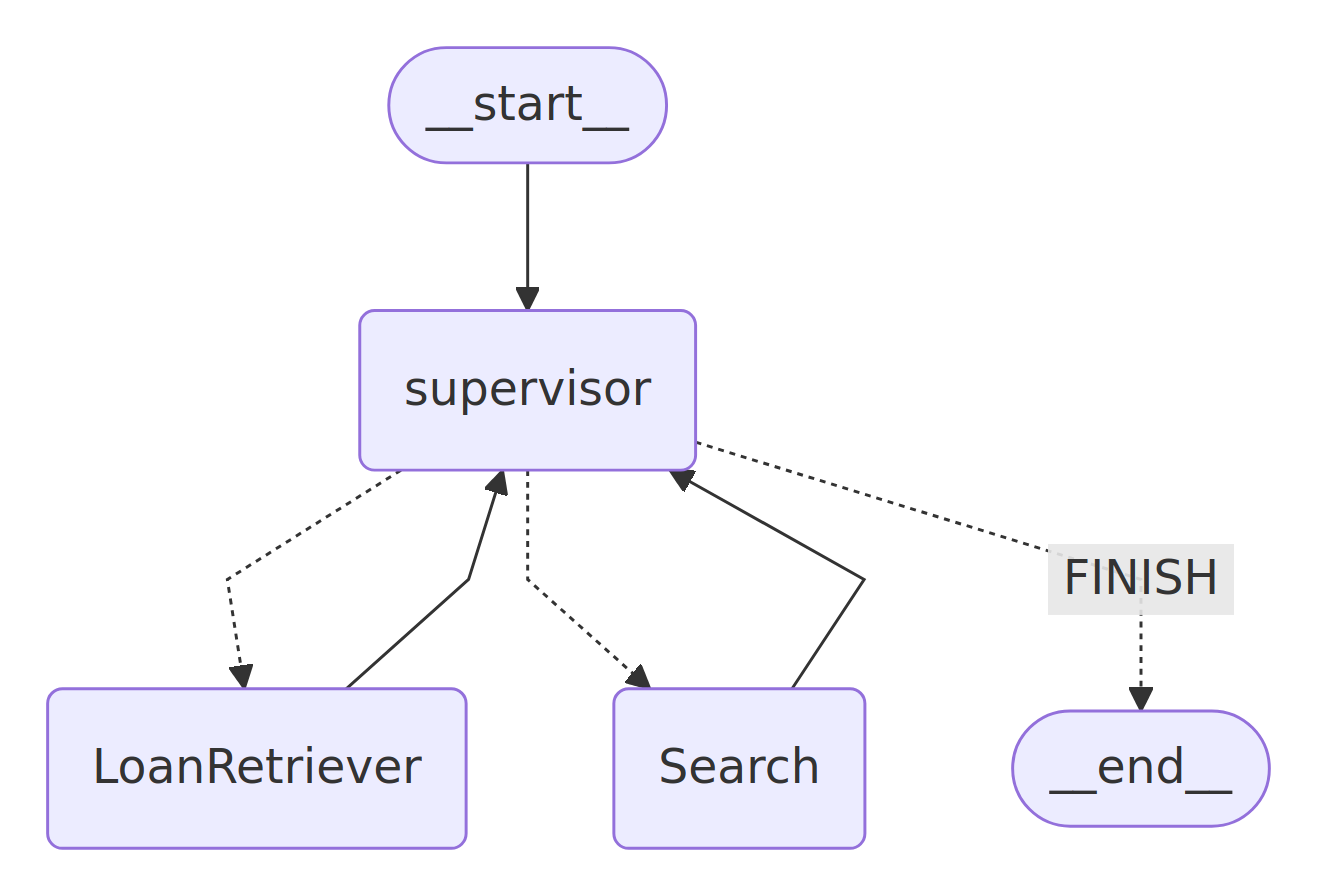 __start__
supervisor
FINISH
LoanRetriever
Search
__end__